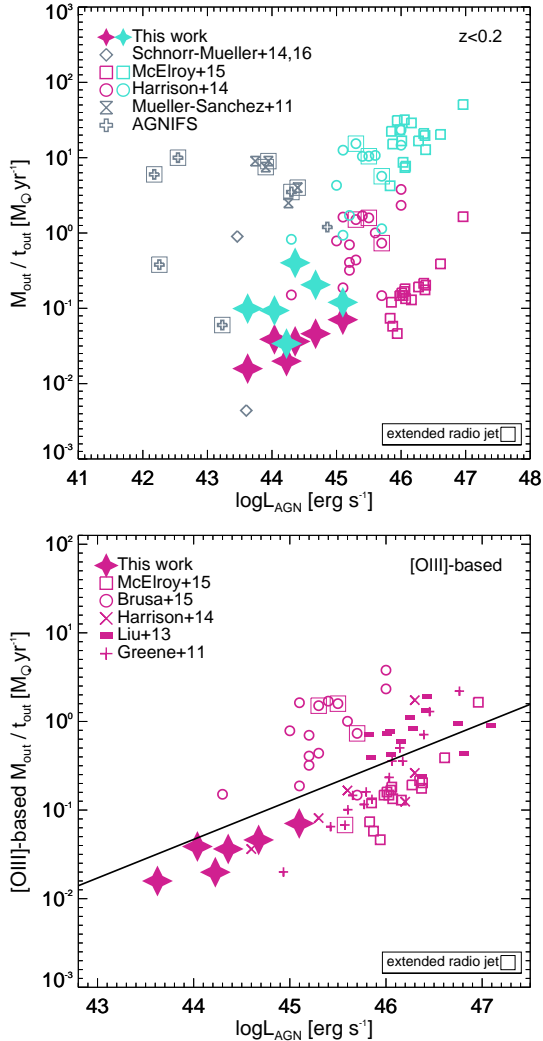 10³
10²
10¹
10⁰
10⁻¹
10⁻²
10⁻³
M_out / t_out [M_⊙ yr⁻¹]
This work
Schnorr-Mueller+14,16
McElroy+15
Harrison+14
Mueller-Sanchez+11
AGNIFS
z<0.2
extended radio jet
41 42 43 44 45 46 47 48
logL_AGN [erg s⁻¹]
10²
10¹
10⁰
10⁻¹
10⁻²
10⁻³
[OIII]-based M_out / t_out [M_⊙ yr⁻¹]
This work
McElroy+15
Brusa+15
Harrison+14
Liu+13
Greene+11
[OIII]-based
extended radio jet
43 44 45 46 47
logL_AGN [erg s⁻¹]